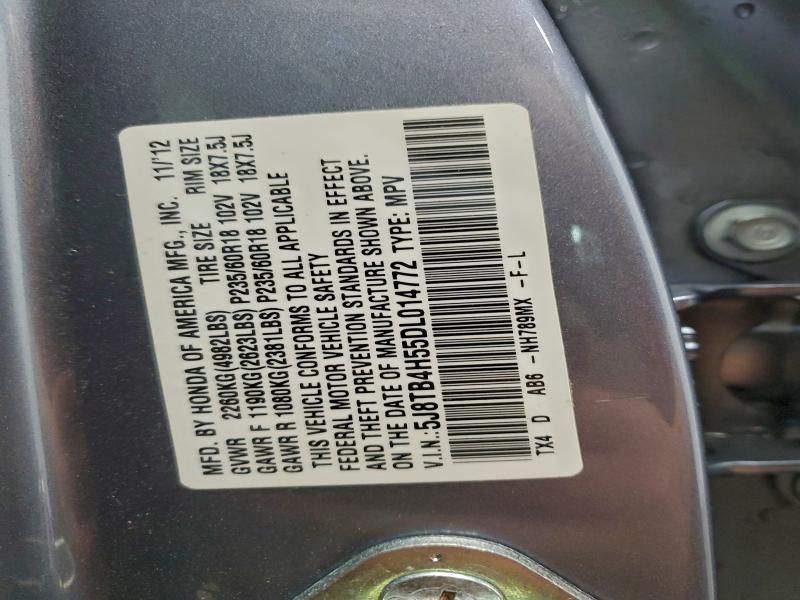 MFD. BY HONDA OF AMERICA MFG., INC. 11/12
GVWR 2260KG(4982LBS) TIRE SIZE RIM SIZE
GAWR F 1190KG(2623LBS) P235/60R18 102V 18X7.5J
GAWR R 1080KG(2381LBS) P235/60R18 102V 18X7.5J
THIS VEHICLE CONFORMS TO ALL APPLICABLE
FEDERAL MOTOR VEHICLE SAFETY
AND THEFT PREVENTION STANDARDS IN EFFECT
ON THE DATE OF MANUFACTURE SHOWN ABOVE.
V.I.N.: 5J8TB4H55DL014772 TYPE: MPV
TX4 D AB6 -NH789MX -F-L